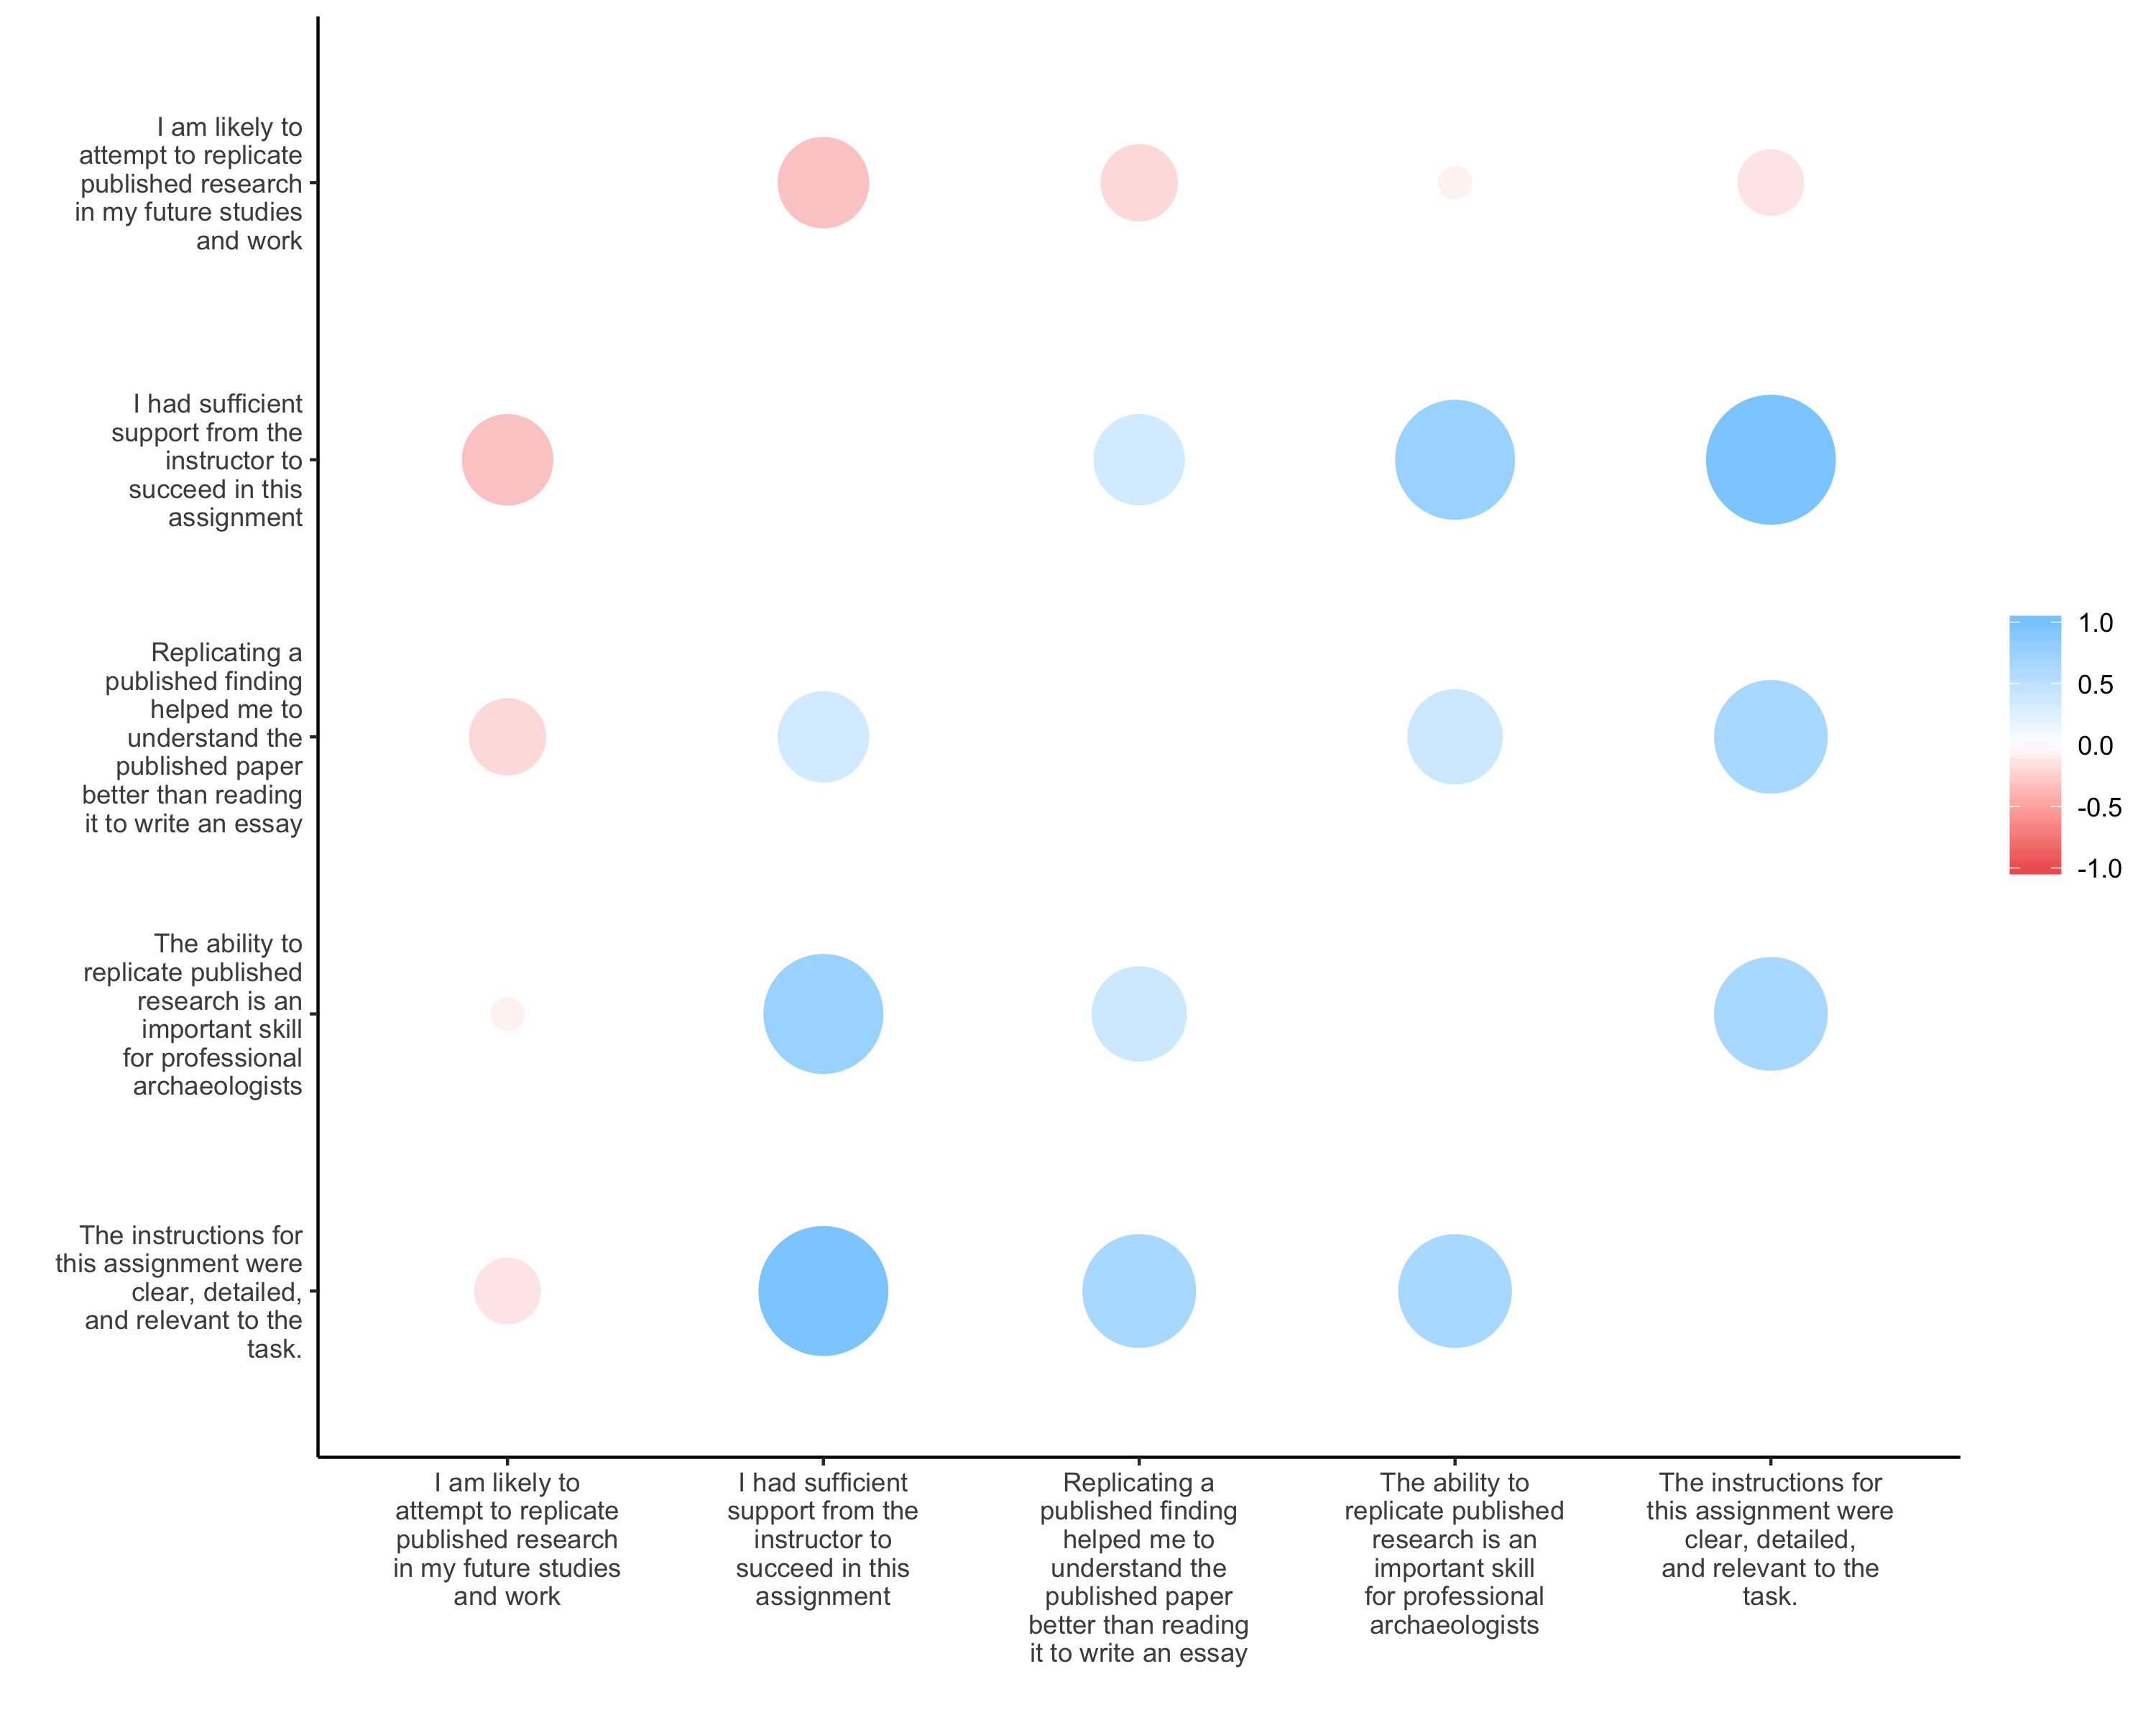 I am likely to
attempt to replicate
published research
in my future studies
and work
I had sufficient
support from the
instructor to
succeed in this
assignment
Replicating a
published finding
helped me to
understand the
published paper
better than reading
it to write an essay
The ability to
replicate published
research is an
important skill
for professional
archaeologists
The instructions for
this assignment were
clear, detailed,
and relevant to the
task.
1.0
0.5
0.0
-0.5
-1.0
I am likely to
attempt to replicate
published research
in my future studies
and work
I had sufficient
support from the
instructor to
succeed in this
assignment
Replicating a
published finding
helped me to
understand the
published paper
better than reading
it to write an essay
The ability to
replicate published
research is an
important skill
for professional
archaeologists
The instructions for
this assignment were
clear, detailed,
and relevant to the
task.